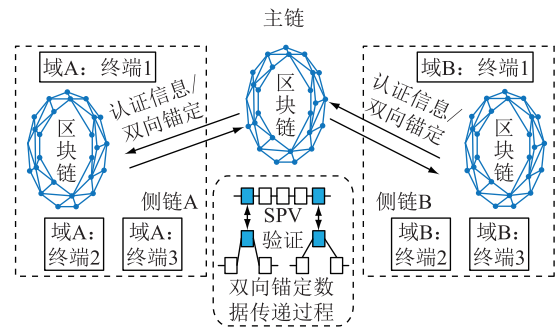 主链
域A：终端1
区块链
认证信息/
双向锚定
侧链A
域A：
终端2
域A：
终端3
区块链
域B：终端1
认证信息/
双向锚定
区块链
侧链B
域B：
终端2
域B：
终端3
SPV
验证
双向锚定数
据传递过程